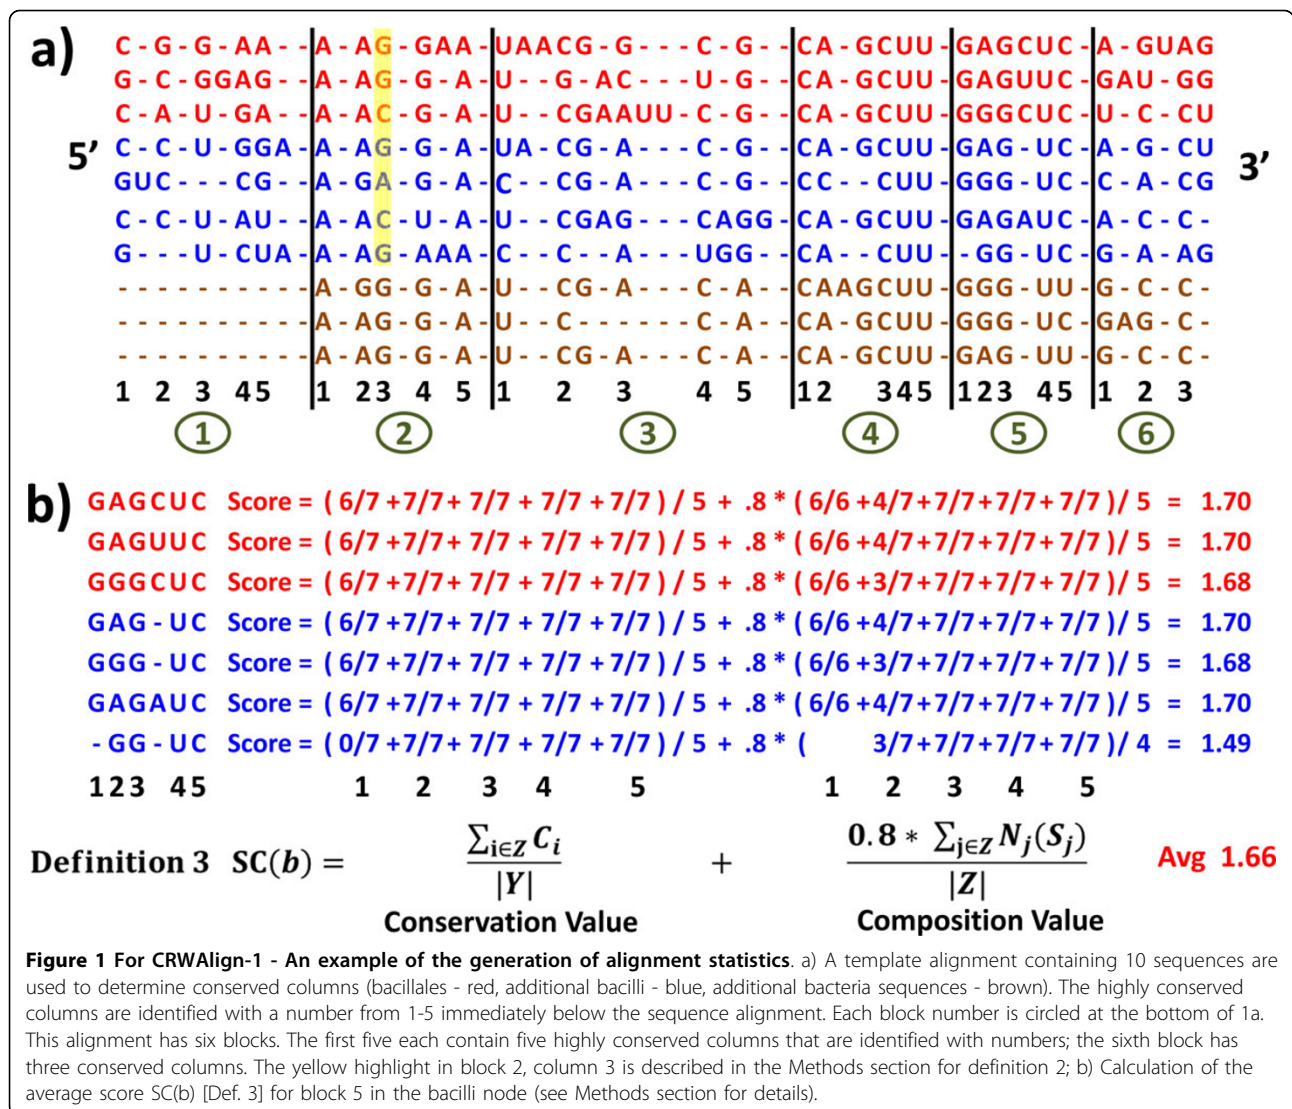 a)
C - G - G - AA - - A - AG - GAA - UAACG - G - - - C - G - - CA - GCUU - GAGCUC - A - GUAG
G - C - GGAG - A - AG - G - A - U - - G - AC - - - U - G - - CA - GCUU - GAGUUC - GAU - GG
C - A - U - GA - - A - AC - G - A - U - - CGAAUU - C - G - - CA - GCUU - GGGCUC - U - C - CU
5’ C - C - U - GGA - A - AG - G - A - UA - CG - A - - - C - G - - CA - GCUU - GAG - UC - A - G - CU 3’
GUC - - - CG - - A - GA - G - A - C - - CG - A - - - C - G - - CC - - CUU - GGG - UC - C - A - CG
C - C - U - AU - - A - AC - U - A - U - - CGAG - - - CAGG - CA - GCUU - GAGAUC - A - C - C -
G - - - U - CUA - A - AG - AAA - C - - C - - A - - - UGG - - CA - - CUU - - GG - UC - G - A - AG
- - - - - - - - - - A - GG - G - A - U - - CG - A - - - C - A - - CAAGCUU - GGG - UU - G - C - C -
- - - - - - - - - - A - AG - G - A - U - - C - - - - - - C - A - - CA - GCUU - GGG - UC - GAG - C -
- - - - - - - - - - A - AG - G - A - U - - CG - A - - - C - A - - CA - GCUU - GAG - UU - G - C - C -
1 2 3 45 1 23 4 5 1 2 3 4 5 12 345 123 45 1 2 3
1 2 3 4 5 6
b) GAGCUC Score = ( 6/7 +7/7+ 7/7 + 7/7 + 7/7 ) / 5 + .8 * ( 6/6 +4/7+7/7+7/7+ 7/7 )/ 5 = 1.70
GAGUUC Score = ( 6/7 +7/7+ 7/7 + 7/7 + 7/7 ) / 5 + .8 * ( 6/6 +4/7+7/7+7/7+ 7/7 )/ 5 = 1.70
GGGCUC Score = ( 6/7 +7/7+ 7/7 + 7/7 + 7/7 ) / 5 + .8 * ( 6/6 +3/7+7/7+7/7+ 7/7 )/ 5 = 1.68
GAG - UC Score = ( 6/7 +7/7+ 7/7 + 7/7 + 7/7 ) / 5 + .8 * ( 6/6 +4/7+7/7+7/7+ 7/7 )/ 5 = 1.70
GGG - UC Score = ( 6/7 +7/7+ 7/7 + 7/7 + 7/7 ) / 5 + .8 * ( 6/6 +3/7+7/7+7/7+ 7/7 )/ 5 = 1.68
GAGAUC Score = ( 6/7 +7/7+ 7/7 + 7/7 + 7/7 ) / 5 + .8 * ( 6/6 +4/7+7/7+7/7+ 7/7 )/ 5 = 1.70
- GG - UC Score = ( 0/7 +7/7+ 7/7 + 7/7 + 7/7 ) / 5 + .8 * ( 3/7+7/7+7/7+ 7/7 )/ 4 = 1.49
123 45 1 2 3 4 5 1 2 3 4 5
Definition 3 SC(b) = ∑i∈Z Ci / |Y| + 0.8 * ∑j∈Z Nj(Sj) / |Z| Avg 1.66
Conservation Value Composition Value
Figure 1 For CRWAlign-1 - An example of the generation of alignment statistics. a) A template alignment containing 10 sequences are
used to determine conserved columns (bacillales - red, additional bacilli - blue, additional bacteria sequences - brown). The highly conserved
columns are identified with a number from 1-5 immediately below the sequence alignment. Each block number is circled at the bottom of 1a.
This alignment has six blocks. The first five each contain five highly conserved columns that are identified with numbers; the sixth block has
three conserved columns. The yellow highlight in block 2, column 3 is described in the Methods section for definition 2; b) Calculation of the
average score SC(b) [Def. 3] for block 5 in the bacilli node (see Methods section for details).